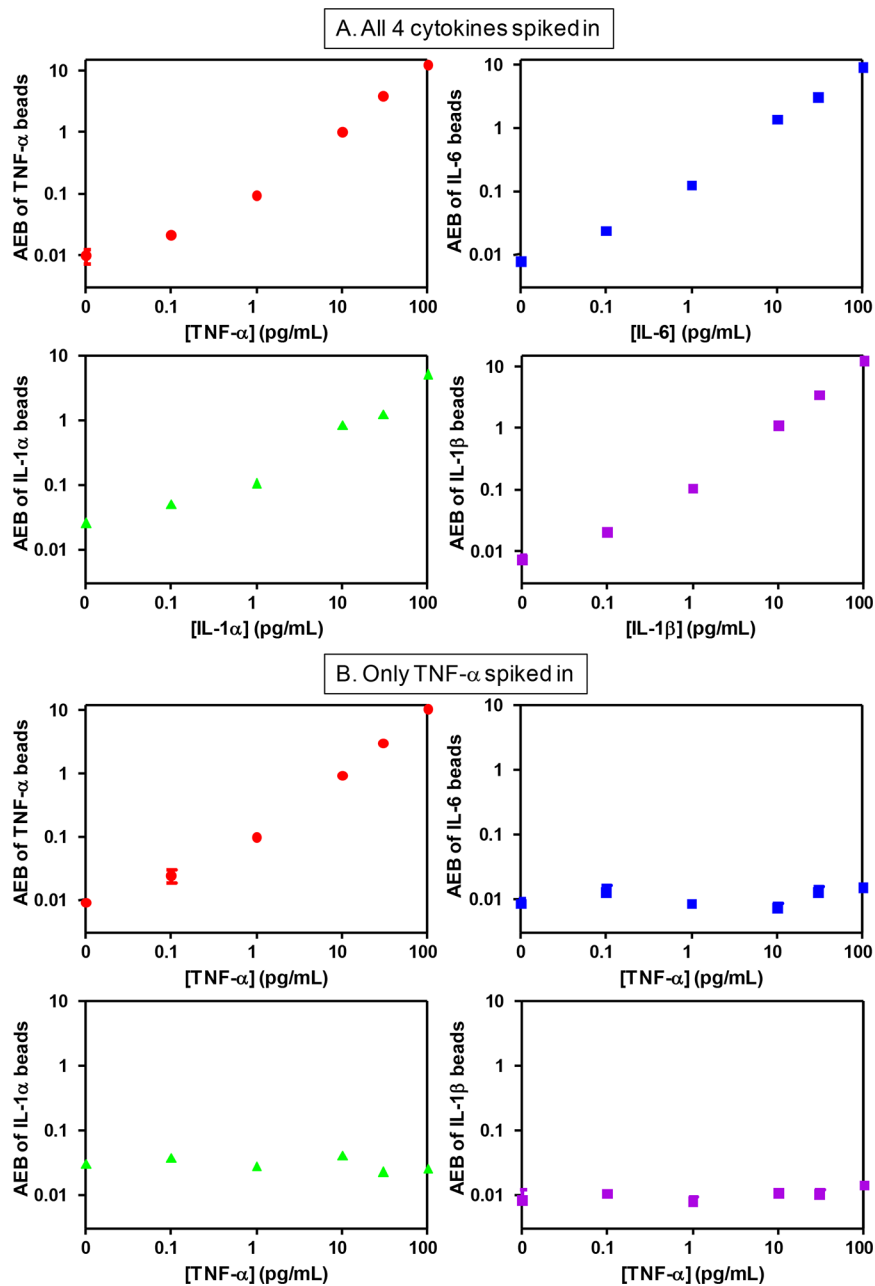 A. All 4 cytokines spiked in
AEB of TNF-α beads
10
1
0.1
0.01
0 0.1 1 10 100
[TNF-α] (pg/mL)
AEB of IL-6 beads
10
1
0.1
0.01
0 0.1 1 10 100
[IL-6] (pg/mL)
AEB of IL-1α beads
10
1
0.1
0.01
0 0.1 1 10 100
[IL-1α] (pg/mL)
AEB of IL-1β beads
10
1
0.1
0.01
0 0.1 1 10 100
[IL-1β] (pg/mL)
B. Only TNF-α spiked in
AEB of TNF-α beads
10
1
0.1
0.01
0 0.1 1 10 100
[TNF-α] (pg/mL)
AEB of IL-6 beads
10
1
0.1
0.01
0 0.1 1 10 100
[TNF-α] (pg/mL)
AEB of IL-1α beads
10
1
0.1
0.01
0 0.1 1 10 100
[TNF-α] (pg/mL)
AEB of IL-1β beads
10
1
0.1
0.01
0 0.1 1 10 100
[TNF-α] (pg/mL)